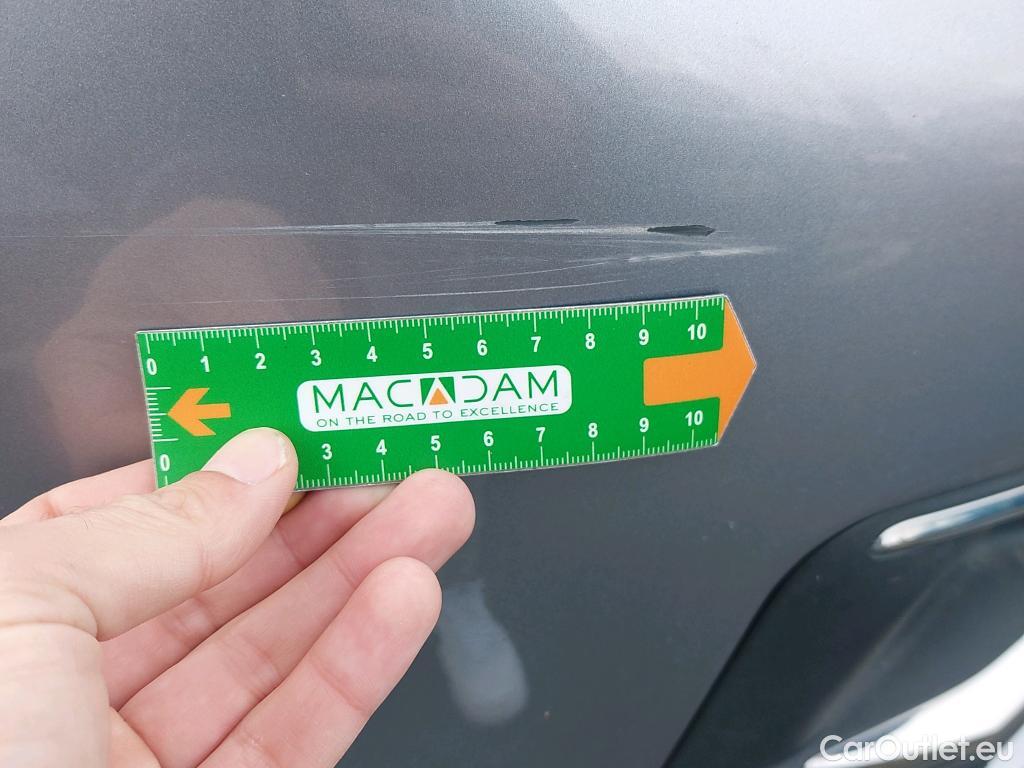 0 1 2 3 4 5 6 7 8 9 10
MACADAM
ON THE ROAD TO EXCELLENCE
0 3 4 5 6 7 8 9 10
CarOutlet.eu